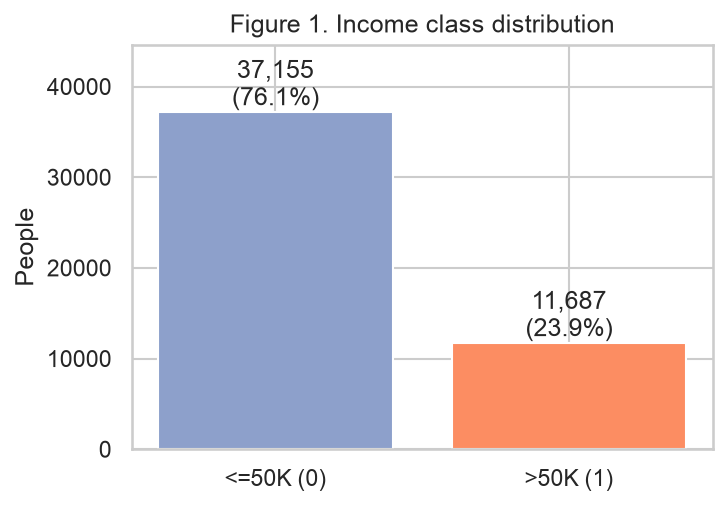 Figure 1. Income class distribution
People
40000
30000
20000
10000
0
37,155
(76.1%)
11,687
(23.9%)
<=50K (0)
>50K (1)